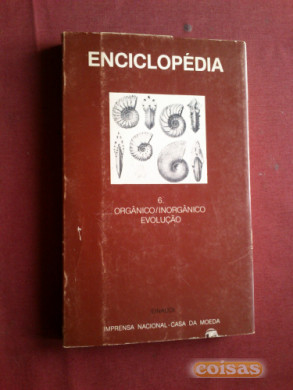 ENCICLOPÉDIA
6.
ORGÂNICO/INORGÂNICO
EVOLUÇÃO
IMPRENSA NACIONAL-CASA DA MOEDA
coisas